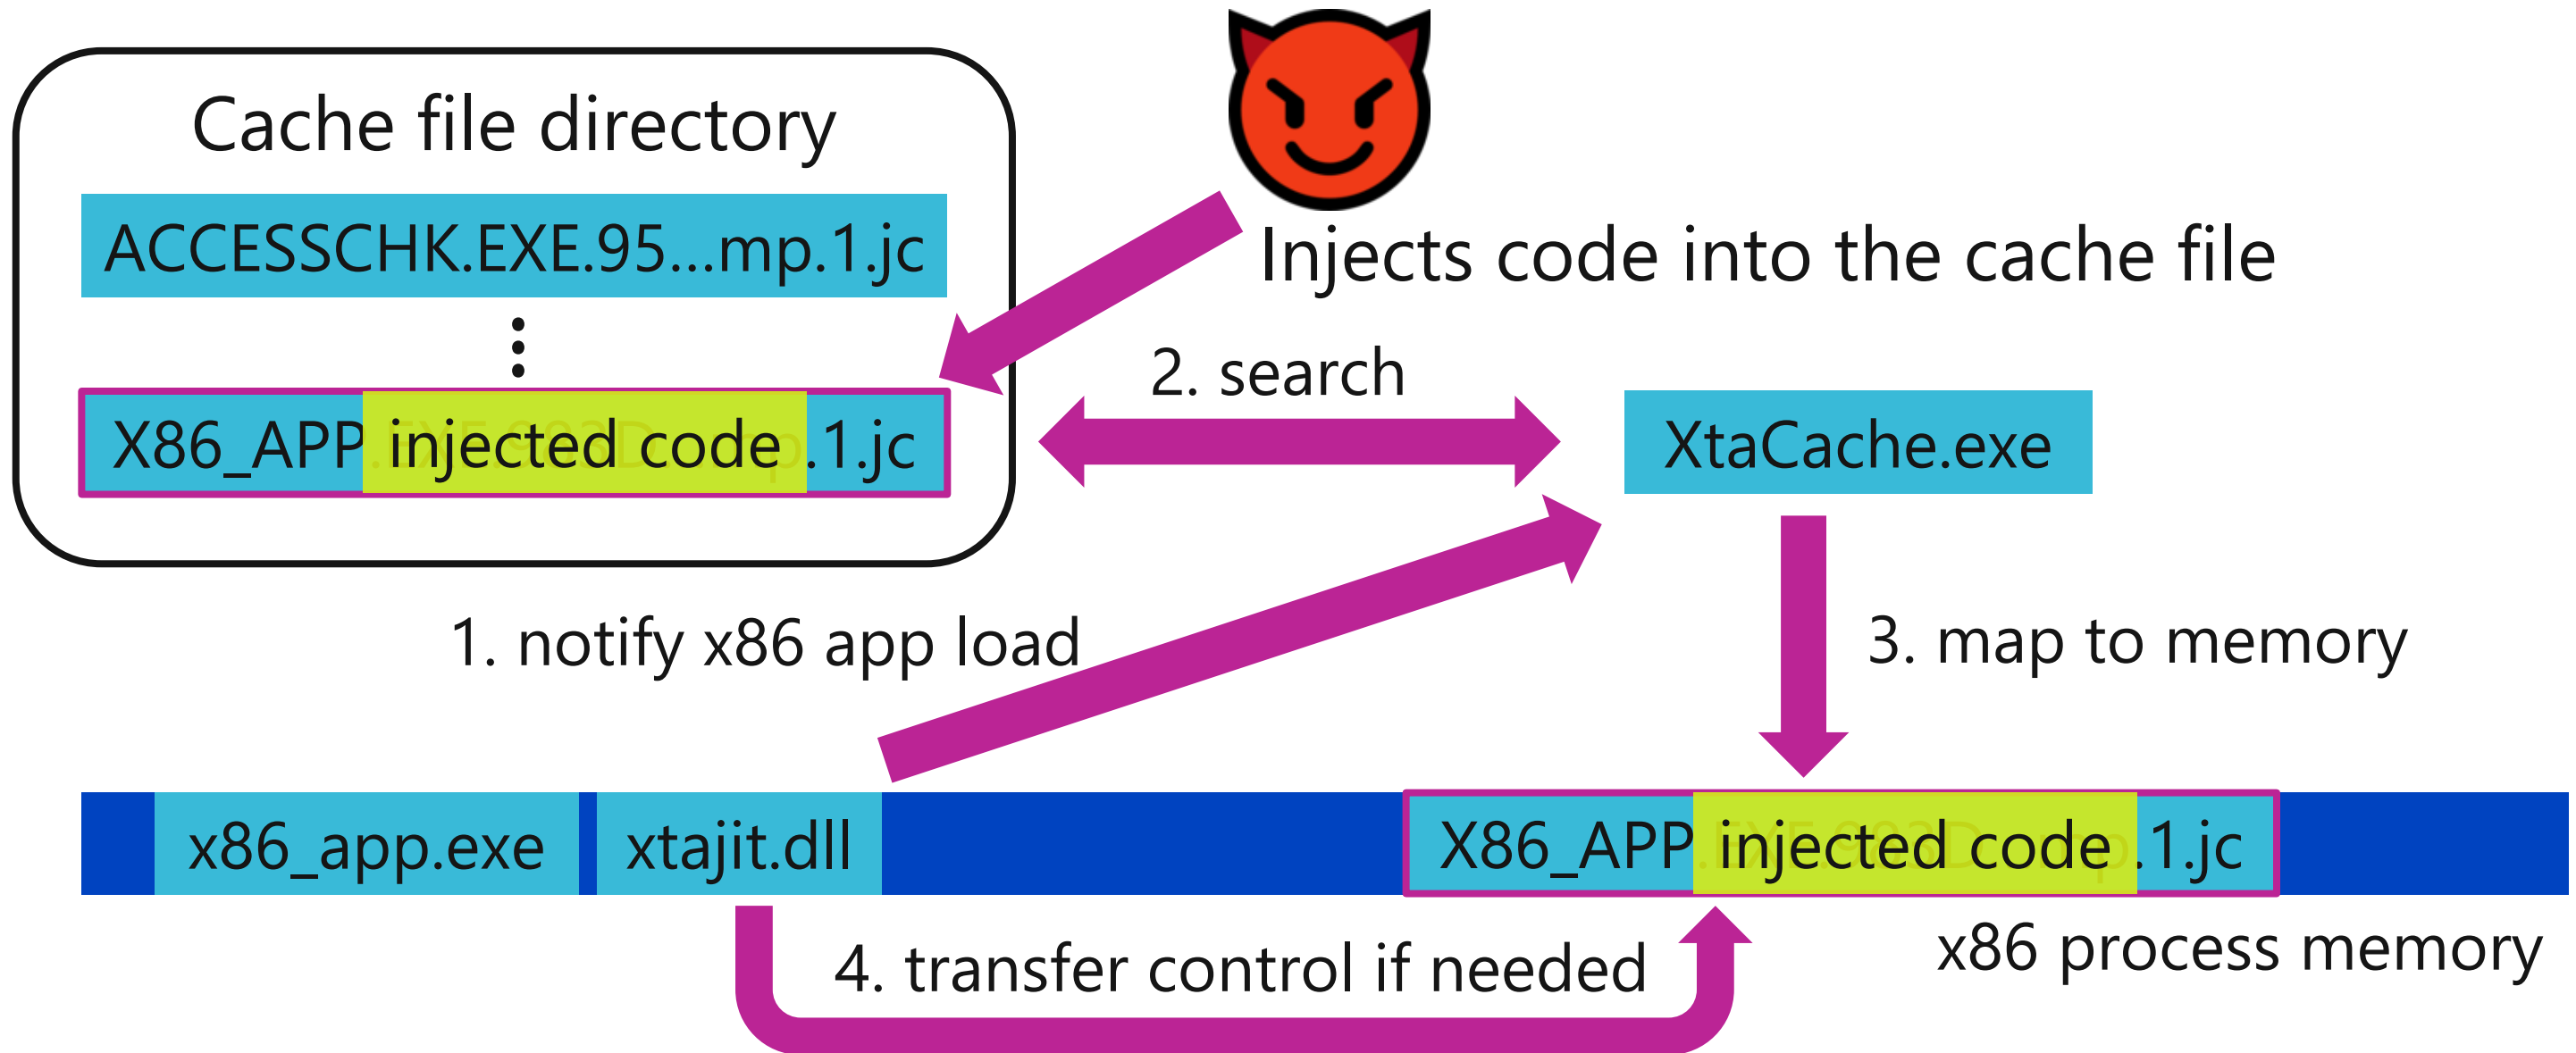 Cache file directory
ACCESSCHK.EXE.95...mp.1.jc
Injects code into the cache file
2. search
X86_APP injected code .1.jc
XtaCache.exe
1. notify x86 app load
3. map to memory
x86_app.exe
xtajit.dll
X86_APP injected code .1.jc
4. transfer control if needed
x86 process memory